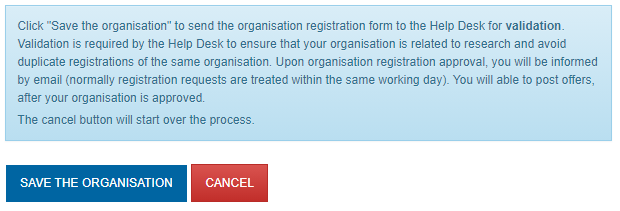 Click "Save the organisation" to send the organisation registration form to the Help Desk for validation.
Validation is required by the Help Desk to ensure that your organisation is related to research and avoid
duplicate registrations of the same organisation. Upon organisation registration approval, you will be informed
by email (normally registration requests are treated within the same working day). You will able to post offers,
after your organisation is approved.
The cancel button will start over the process.
SAVE THE ORGANISATION CANCEL